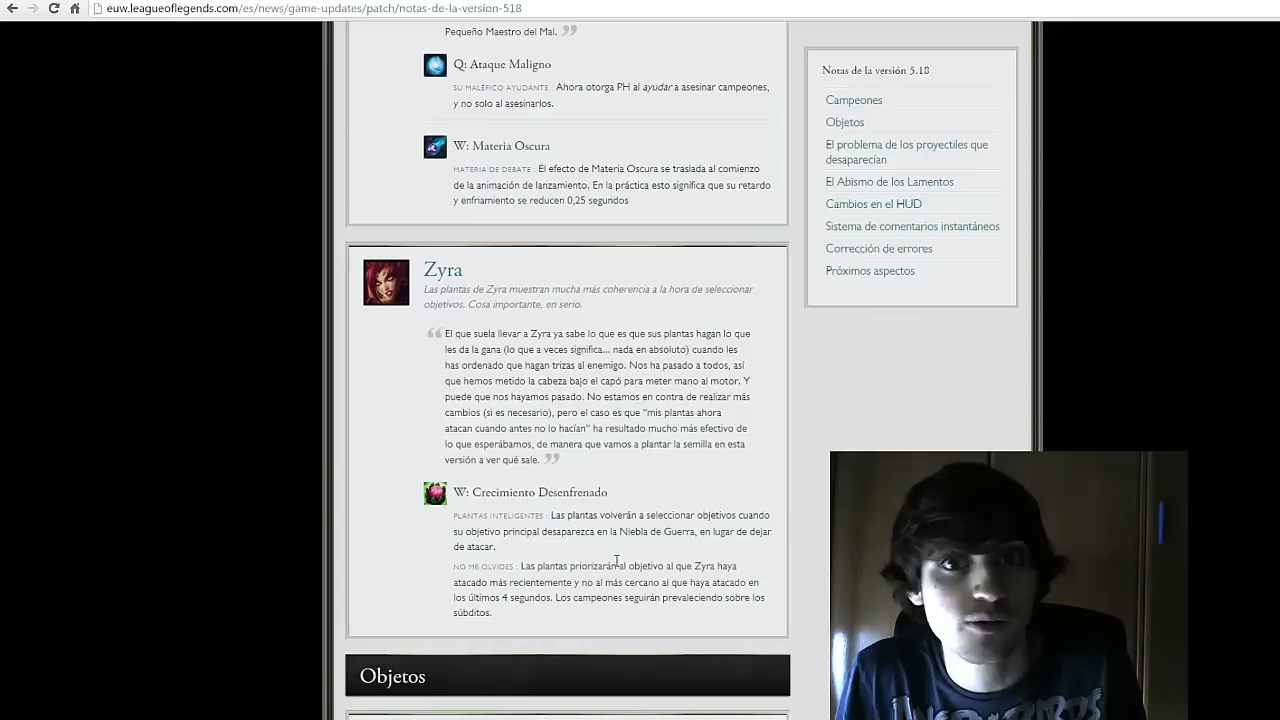 euw.leagueoflegends.com/es/news/game-updates/patch/notas-de-la-version-518
Pequeño Maestro del Mal.
Q: Ataque Maligno
SU MALÉFICO AYUDANTE : Ahora otorga PH al ayudar a asesinar campeones,
y no solo al asesinarlos.
W: Materia Oscura
MATERIA DE DEBATE : El efecto de Materia Oscura se traslada al comienzo
de la animación de lanzamiento. En la práctica esto significa que su retardo
y enfriamiento se reducen 0,25 segundos
Zyra
Las plantas de Zyra muestran mucha más coherencia a la hora de seleccionar
objetivos. Cosa importante, en serio.
El que suela llevar a Zyra ya sabe lo que es que sus plantas hagan lo que
les da la gana (lo que a veces significa... nada en absoluto) cuando les
has ordenado que hagan trizas al enemigo. Nos ha pasado a todos, así
que hemos metido la cabeza bajo el capó para meter mano al motor. Y
puede que nos hayamos pasado. No estamos en contra de realizar más
cambios (si es necesario), pero el caso es que "mis plantas ahora
atacan cuando antes no lo hacían" ha resultado mucho más efectivo de
lo que esperábamos, de manera que vamos a plantar la semilla en esta
versión a ver qué sale.
W: Crecimiento Desenfrenado
PLANTAS INTELIGENTES : Las plantas volverán a seleccionar objetivos cuando
su objetivo principal desaparezca en la Niebla de Guerra, en lugar de dejar
de atacar.
NO ME OLVIDES : Las plantas priorizarán al objetivo al que Zyra haya
atacado más recientemente y no al más cercano al que haya atacado en
los últimos 4 segundos. Los campeones seguirán prevaleciendo sobre los
súbditos.
Objetos
Notas de la versión 5.18
Campeones
Objetos
El problema de los proyectiles que
desaparecían
El Abismo de los Lamentos
Cambios en el HUD
Sistema de comentarios instantáneos
Corrección de errores
Próximos aspectos